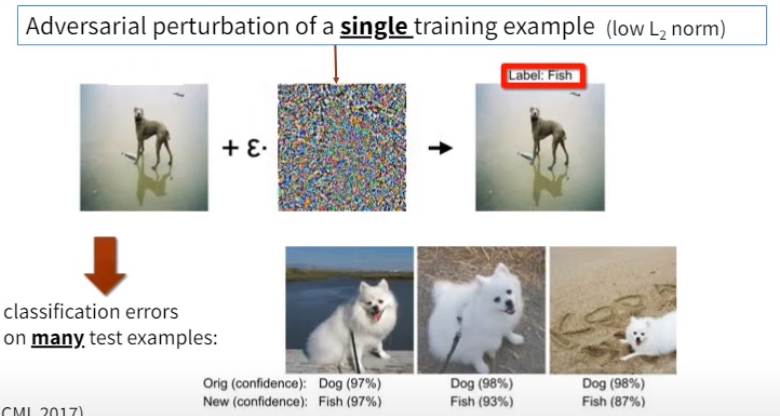 Adversarial perturbation of a single training example (low L₂ norm)
Label: Fish
+ Ɛ·
classification errors
on many test examples:
Orig (confidence): Dog (97%) Dog (98%) Dog (98%)
New (confidence): Fish (97%) Fish (93%) Fish (87%)
CML 2017)